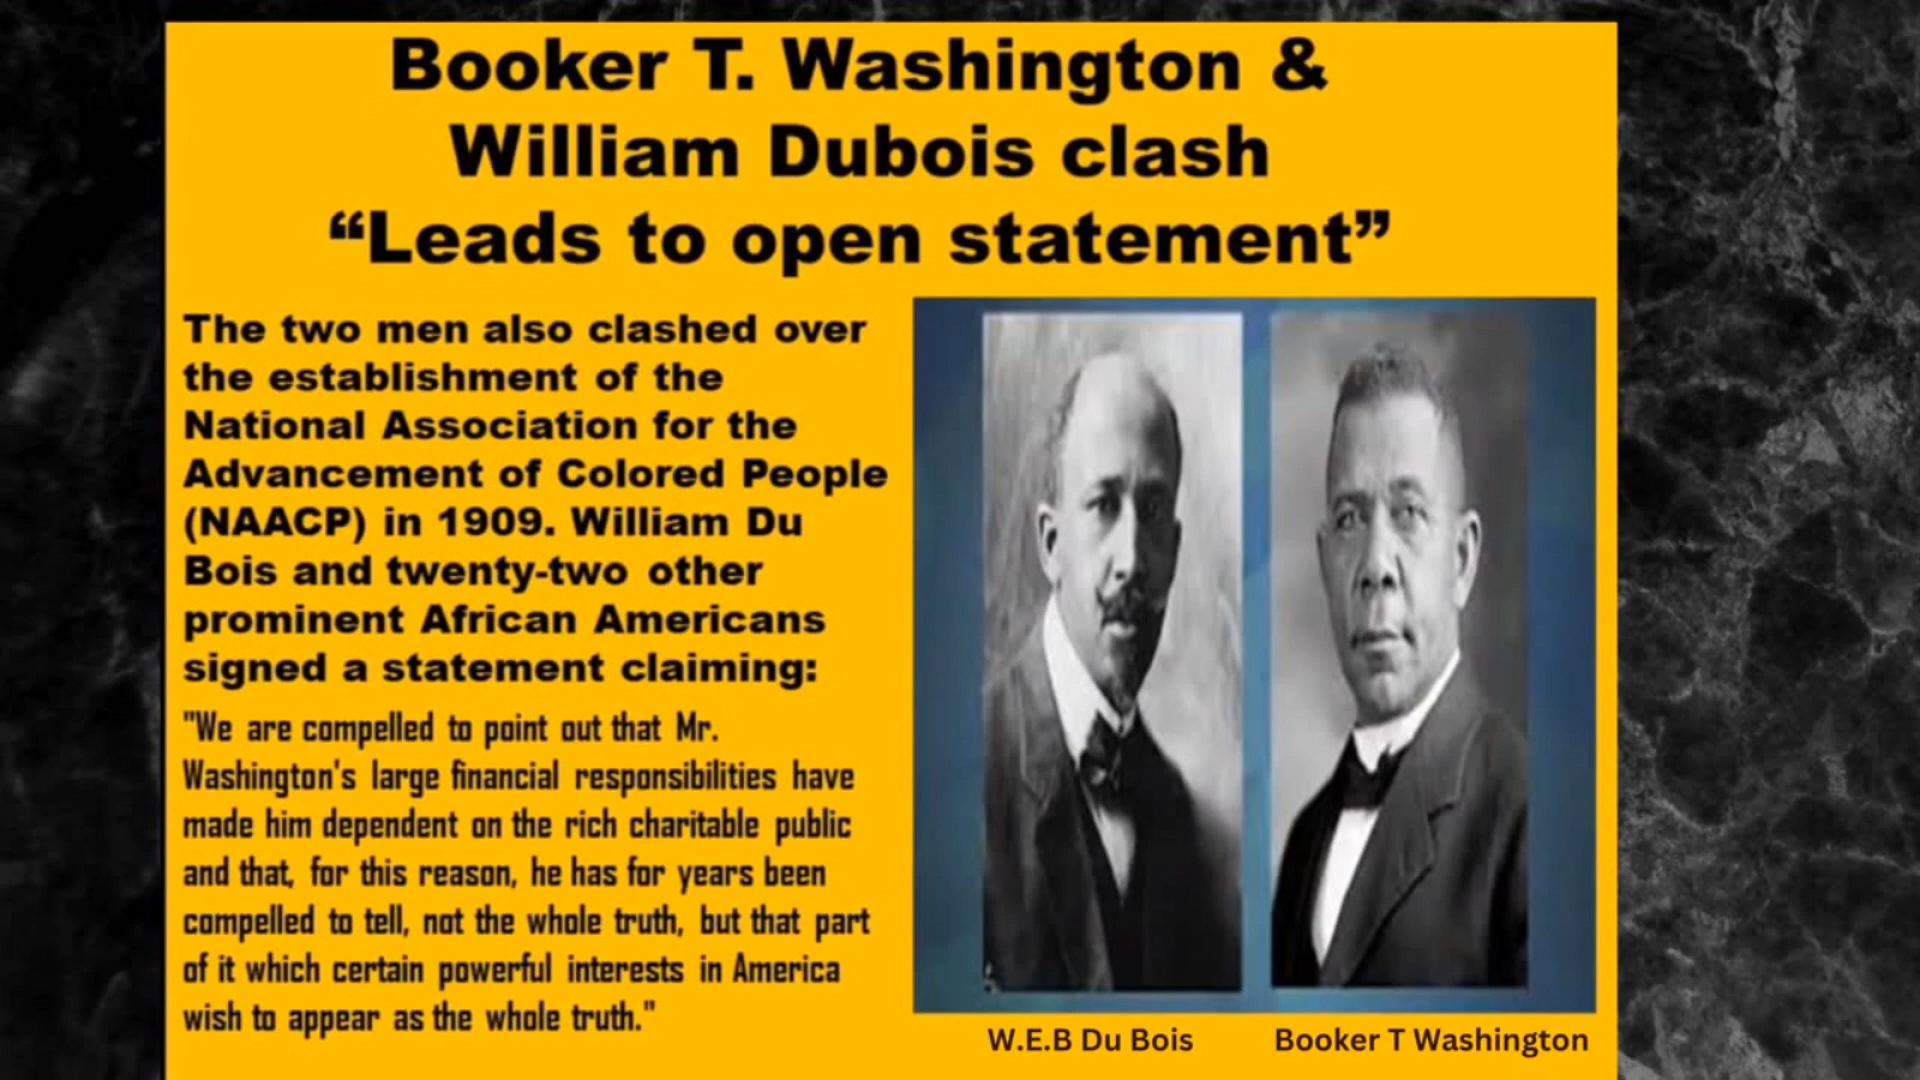 Booker T. Washington &
William Dubois clash
“Leads to open statement”
The two men also clashed over
the establishment of the
National Association for the
Advancement of Colored People
(NAACP) in 1909. William Du
Bois and twenty-two other
prominent African Americans
signed a statement claiming:
"We are compelled to point out that Mr.
Washington's large financial responsibilities have
made him dependent on the rich charitable public
and that, for this reason, he has for years been
compelled to tell, not the whole truth, but that part
of it which certain powerful interests in America
wish to appear as the whole truth."
W.E.B Du Bois
Booker T Washington